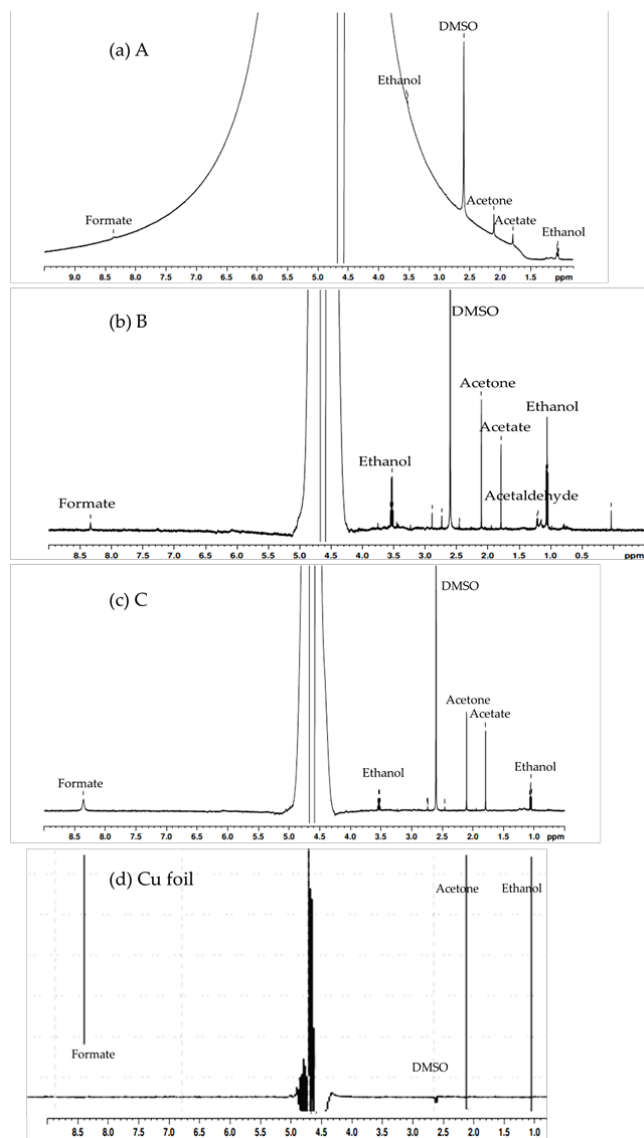 (a) A
DMSO
Ethanol
Formate
Acetone
Acetate
Ethanol
9.0 8.5 8.0 7.5 7.0 6.5 6.0 5.5 5.0 4.5 4.0 3.5 3.0 2.5 2.0 1.5 ppm
(b) B
DMSO
Acetone
Ethanol
Acetate
Ethanol
Acetaldehyde
Formate
8.5 8.0 7.5 7.0 6.5 6.0 5.5 5.0 4.5 4.0 3.5 3.0 2.5 2.0 1.5 1.0 0.5 ppm
(c) C
DMSO
Acetone
Acetate
Formate
Ethanol
Ethanol
9.0 8.5 8.0 7.5 7.0 6.5 6.0 5.5 5.0 4.5 4.0 3.5 3.0 2.5 2.0 1.5 1.0 ppm
(d) Cu foil
Acetone
Ethanol
Formate
DMSO
8.5 8.0 7.5 7.0 6.5 6.0 5.5 5.0 4.5 4.0 3.5 3.0 2.5 2.0 1.5 1.0